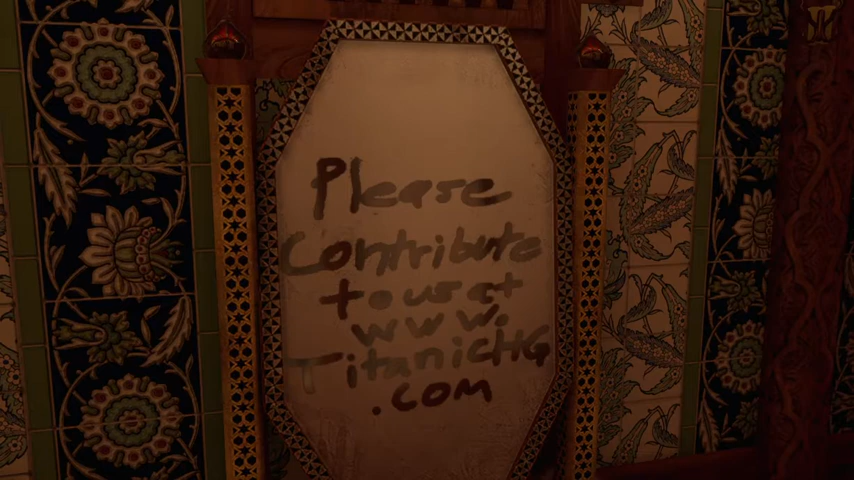 Please
Contribute
to us at
www.
TitanicHG
.com